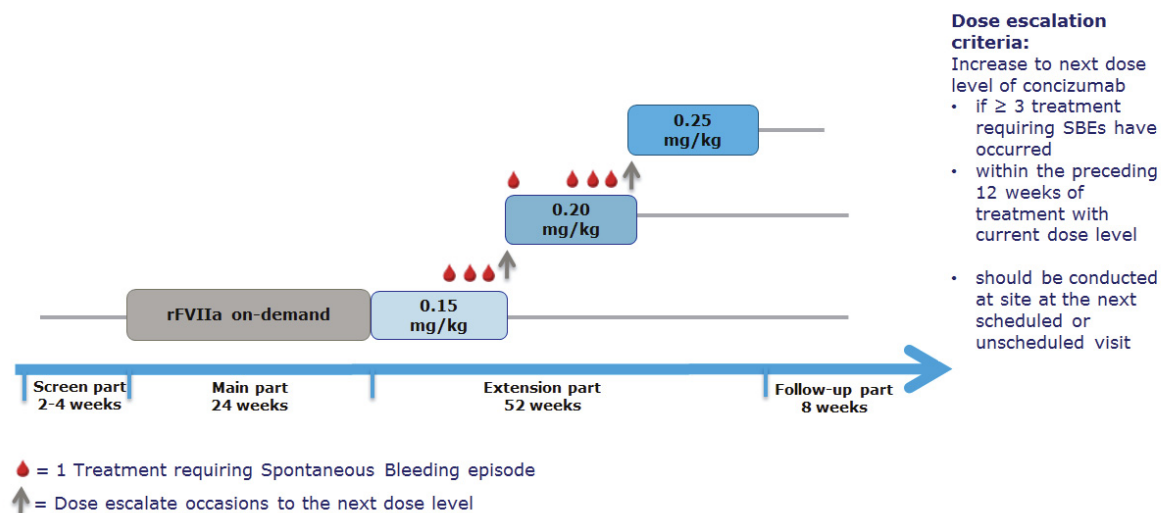 Dose escalation
criteria:
Increase to next dose
level of concizumab
• if ≥ 3 treatment
requiring SBEs have
occurred
• within the preceding
12 weeks of
treatment with
current dose level
• should be conducted
at site at the next
scheduled or
unscheduled visit
0.25
mg/kg
0.20
mg/kg
0.15
mg/kg
rFVIIa on-demand
Screen part
2-4 weeks
Main part
24 weeks
Extension part
52 weeks
Follow-up part
8 weeks
= 1 Treatment requiring Spontaneous Bleeding episode
= Dose escalate occasions to the next dose level